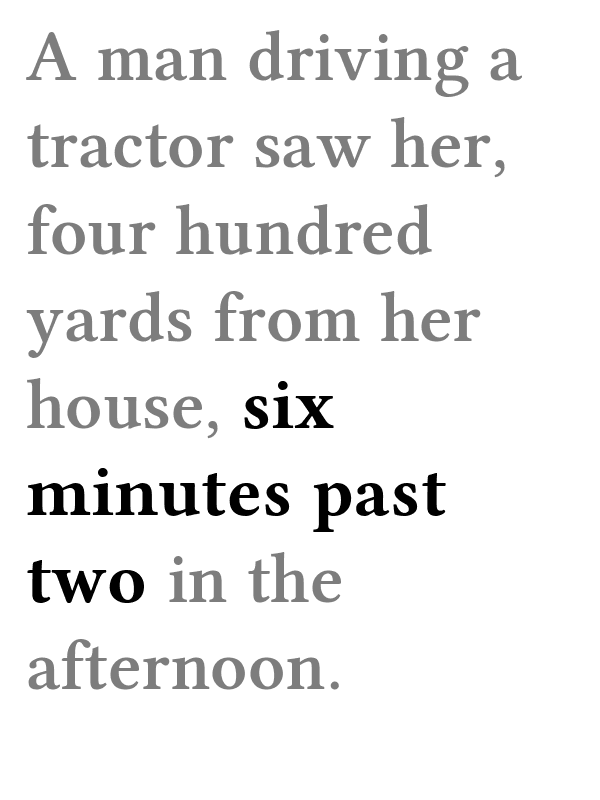 A man driving a
tractor saw her,
four hundred
yards from her
house, six
minutes past
two in the
afternoon.